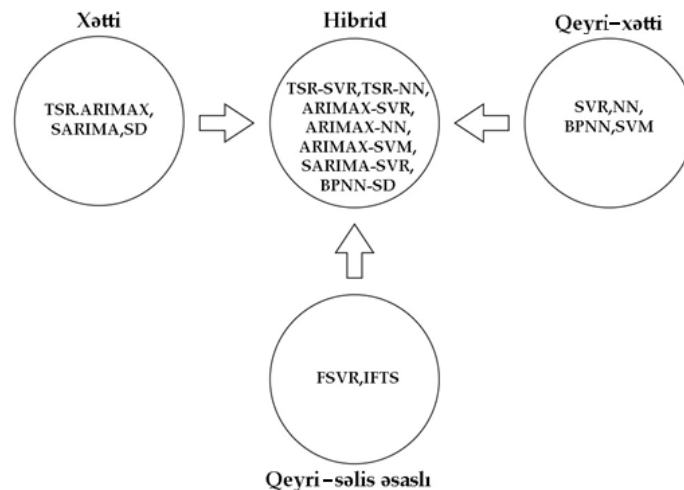 Xətti
TSR.ARIMAX,
SARIMA,SD
Hibrid
TSR-SVR,TSR-NN,
ARIMAX-SVR,
ARIMAX-NN,
ARIMAX-SVM,
SARIMA-SVR,
BPNN-SD
Qeyri-xətti
SVR,NN,
BPNN,SVM
FSVR,IFTS
Qeyri-səlis əsaslı